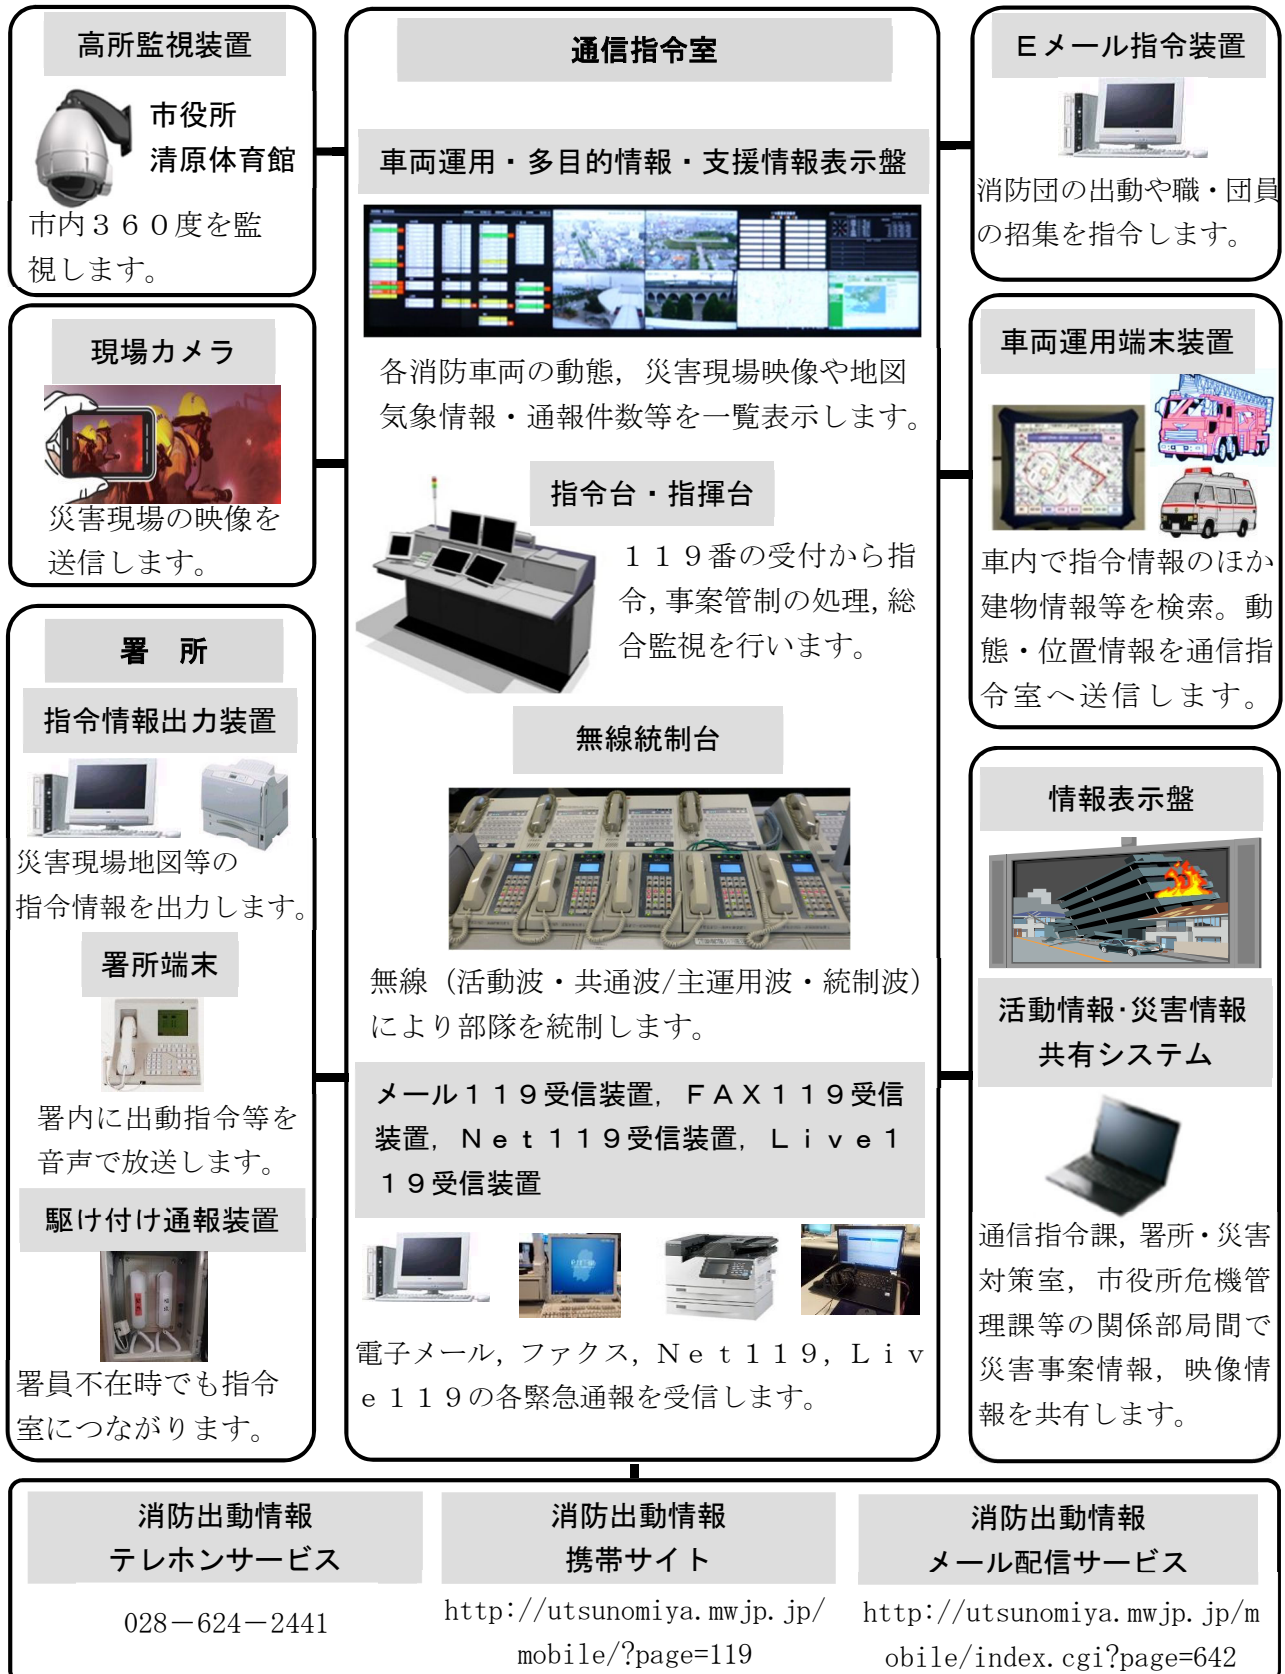 高所監視装置
市役所
清原体育館
市内３６０度を監
視します。
現場カメラ
災害現場の映像を
送信します。
署　所
指令情報出力装置
災害現場地図等の
指令情報を出力します。
署所端末
署内に出動指令等を
音声で放送します。
駆け付け通報装置
署員不在時でも指令
室につながります。
通信指令室
車両運用・多目的情報・支援情報表示盤
各消防車両の動態，災害現場映像や地図
気象情報・通報件数等を一覧表示します。
指令台・指揮台
１１９番の受付から指
令，事案管制の処理，総
合監視を行います。
無線統制台
無線（活動波・共通波/主運用波・統制波）
により部隊を統制します。
メール１１９受信装置，ＦＡＸ１１９受信
装置，Ｎｅｔ１１９受信装置，Ｌｉｖｅ１
１９受信装置
電子メール，ファクス，Ｎｅｔ１１９，Ｌｉｖ
ｅ１１９の各緊急通報を受信します。
Ｅメール指令装置
消防団の出動や職・団員
の招集を指令します。
車両運用端末装置
車内で指令情報のほか
建物情報等を検索。動
態・位置情報を通信指
令室へ送信します。
情報表示盤
活動情報･災害情報
共有システム
通信指令課，署所・災害
対策室，市役所危機管
理課等の関係部局間で
災害事案情報，映像情
報を共有します。
消防出動情報
テレホンサービス
028－624－2441
消防出動情報
携帯サイト
http://utsunomiya.mwjp.jp/
mobile/?page=119
消防出動情報
メール配信サービス
http://utsunomiya.mwjp.jp/m
obile/index.cgi?page=642